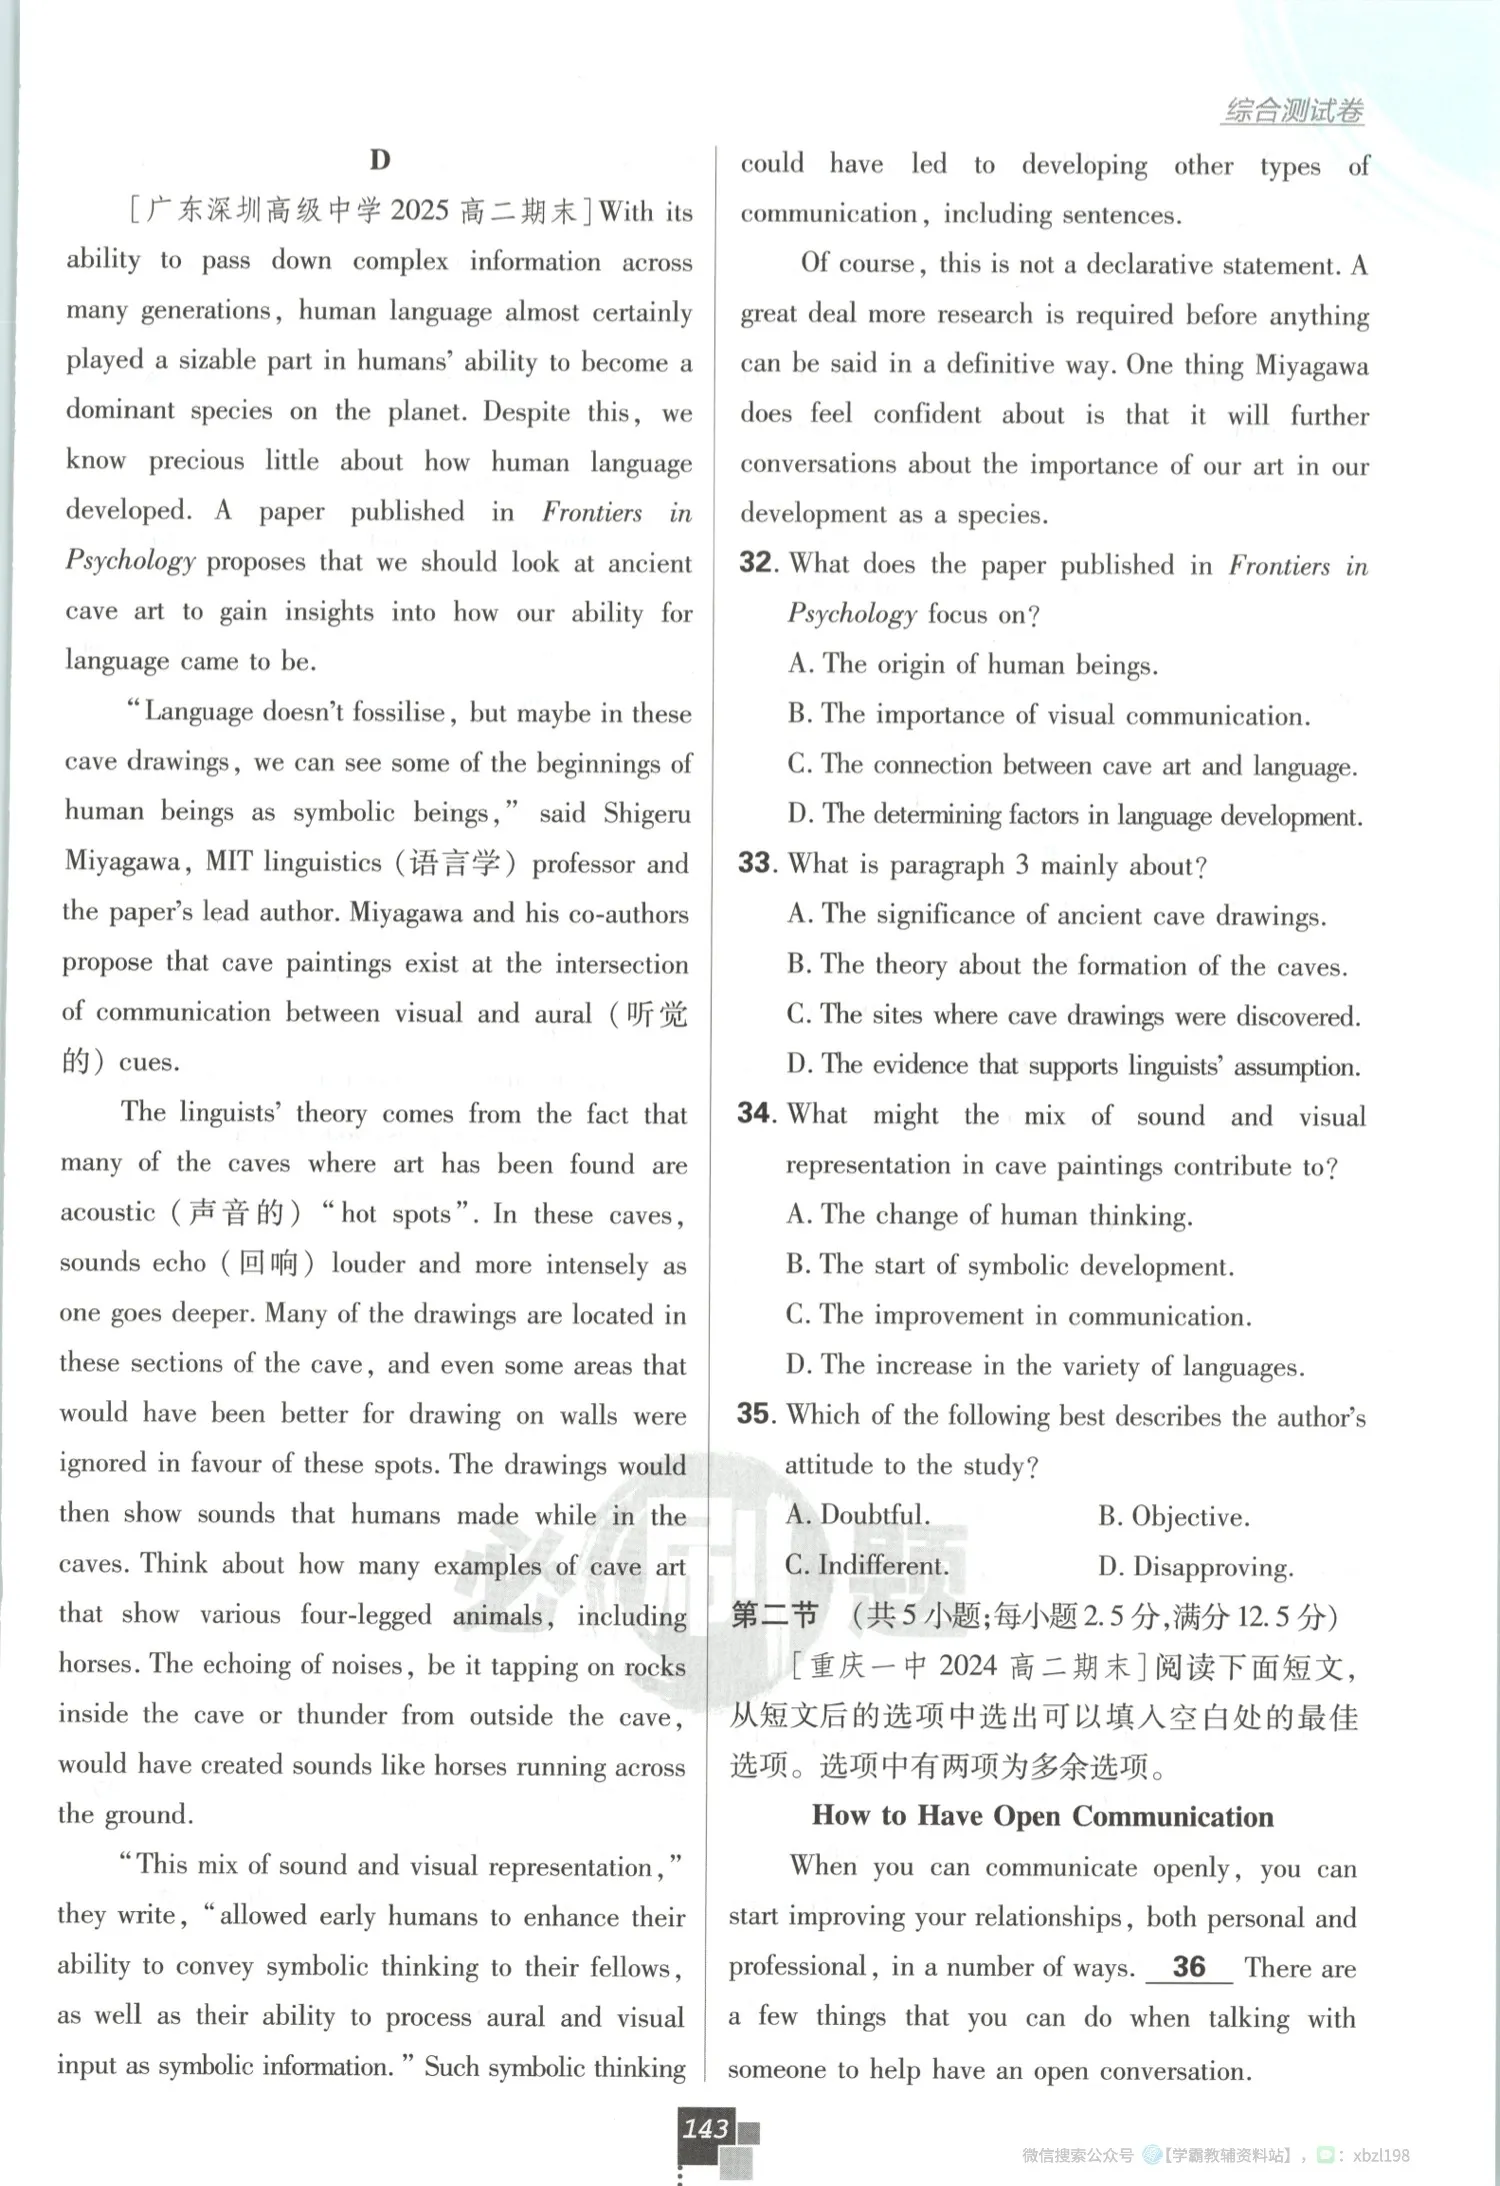 综合测试卷
D
[广东深圳高级中学2025高二期末]With its
ability to pass down complex information across
many generations, human language almost certainly
played a sizable part in humans' ability to become a
dominant species on the planet. Despite this, we
know precious little about how human language
developed. A paper published in Frontiers in
Psychology proposes that we should look at ancient
cave art to gain insights into how our ability for
language came to be.
“Language doesn't fossilise, but maybe in these
cave drawings, we can see some of the beginnings of
human beings as symbolic beings,” said Shigeru
Miyagawa, MIT linguistics(语言学) professor and
the paper's lead author. Miyagawa and his co-authors
propose that cave paintings exist at the intersection
of communication between visual and aural(听觉
的) cues.
The linguists' theory comes from the fact that
many of the caves where art has been found are
acoustic(声音的) “hot spots”. In these caves,
sounds echo(回响) louder and more intensely as
one goes deeper. Many of the drawings are located in
these sections of the cave, and even some areas that
would have been better for drawing on walls were
ignored in favour of these spots. The drawings would
then show sounds that humans made while in the
caves. Think about how many examples of cave art
that show various four-legged animals, including
horses. The echoing of noises, be it tapping on rocks
inside the cave or thunder from outside the cave,
would have created sounds like horses running across
the ground.
“This mix of sound and visual representation,”
they write, “allowed early humans to enhance their
ability to convey symbolic thinking to their fellows,
as well as their ability to process aural and visual
input as symbolic information.” Such symbolic thinking
could have led to developing other types of
communication, including sentences.
Of course, this is not a declarative statement. A
great deal more research is required before anything
can be said in a definitive way. One thing Miyagawa
does feel confident about is that it will further
conversations about the importance of our art in our
development as a species.
32. What does the paper published in Frontiers in
Psychology focus on?
A. The origin of human beings.
B. The importance of visual communication.
C. The connection between cave art and language.
D. The determining factors in language development.
33. What is paragraph 3 mainly about?
A. The significance of ancient cave drawings.
B. The theory about the formation of the caves.
C. The sites where cave drawings were discovered.
D. The evidence that supports linguists' assumption.
34. What might the mix of sound and visual
representation in cave paintings contribute to?
A. The change of human thinking.
B. The start of symbolic development.
C. The improvement in communication.
D. The increase in the variety of languages.
35. Which of the following best describes the author's
attitude to the study?
A. Doubtful. B. Objective.
C. Indifferent. D. Disapproving.
第二节 (共5小题;每小题2.5分,满分12.5分)
[重庆一中2024高二期末]阅读下面短文,
从短文后的选项中选出可以填入空白处的最佳
选项。选项中有两项为多余选项。
How to Have Open Communication
When you can communicate openly, you can
start improving your relationships, both personal and
professional, in a number of ways. 36 There are
a few things that you can do when talking with
someone to help have an open conversation.
必刷题
143
微信搜索公众号 【学霸教辅资料站】, : xbzl198